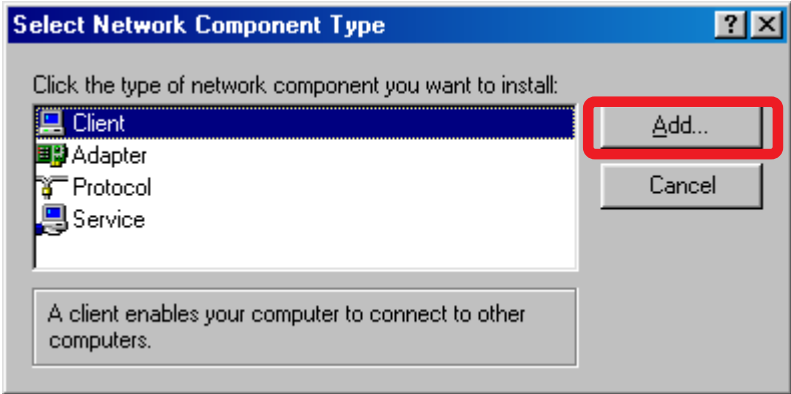 Select Network Component Type
Click the type of network component you want to install:
Client
Adapter
Protocol
Service
Add...
Cancel
A client enables your computer to connect to other
computers.